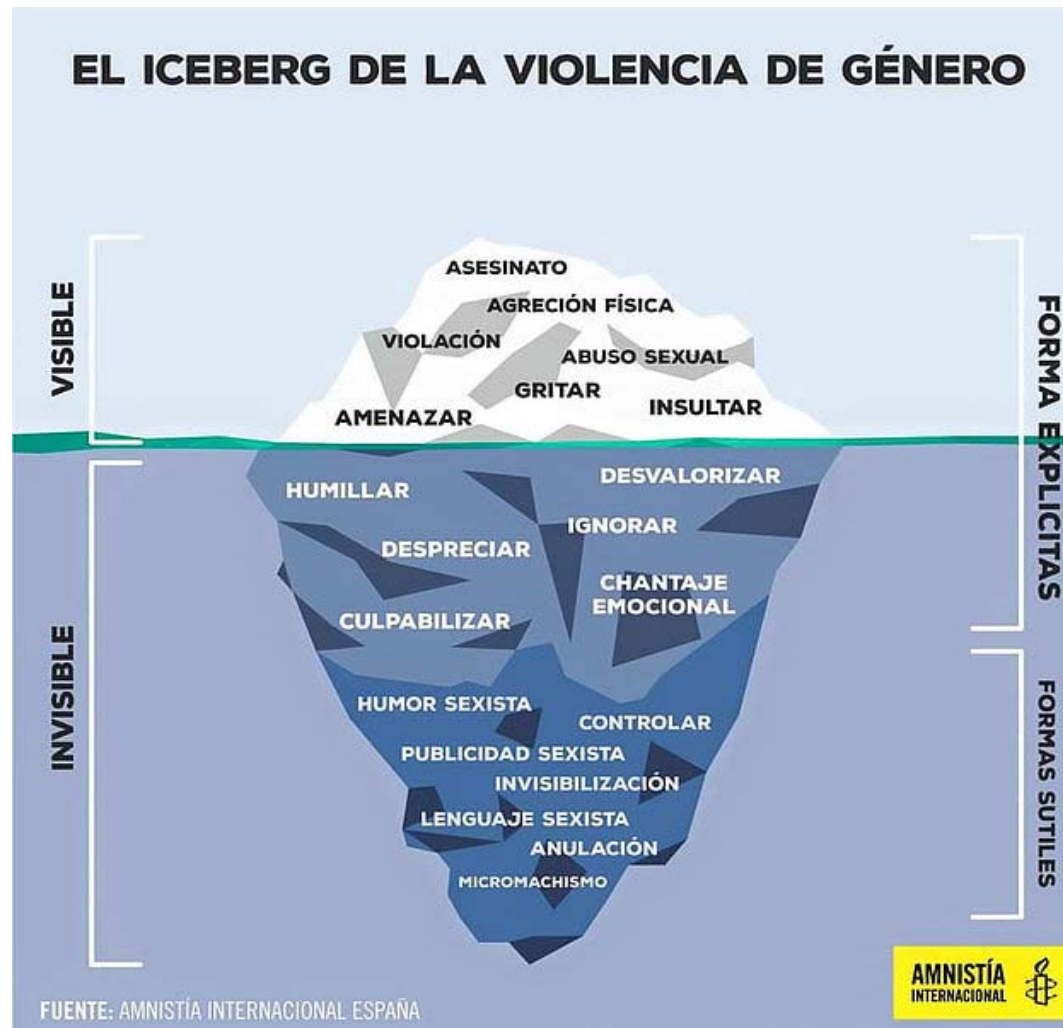 EL ICEBERG DE LA VIOLENCIA DE GÉNERO
VISIBLE
FORMA EXPLICITAS
ASESINATO
AGRECIÓN FÍSICA
VIOLACIÓN
ABUSO SEXUAL
GRITAR
AMENAZAR
INSULTAR
INVISIBLE
HUMILLAR
DESVALORIZAR
IGNORAR
DESPRECIAR
CHANTAJE
EMOCIONAL
CULPABILIZAR
FORMAS SUTILES
HUMOR SEXISTA
CONTROLAR
PUBLICIDAD SEXISTA
INVISIBILIZACIÓN
LENGUAJE SEXISTA
ANULACIÓN
MICROMACHISMO
FUENTE: AMNISTÍA INTERNACIONAL ESPAÑA
AMNISTÍA
INTERNACIONAL